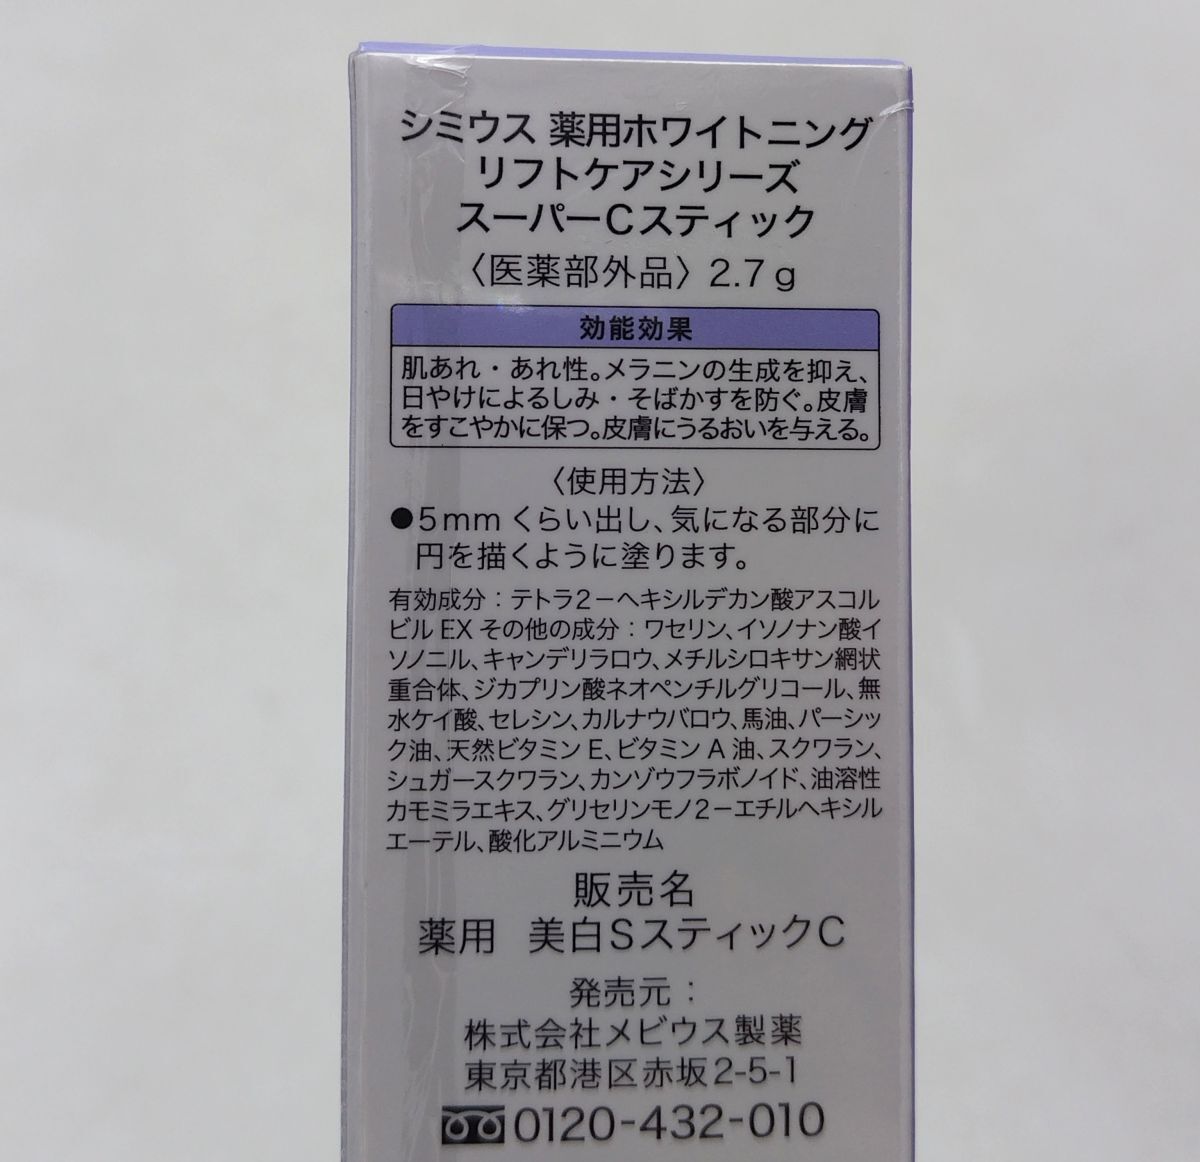 シミウス 薬用ホワイトニング
リフトケアシリーズ
スーパーCスティック
〈医薬部外品〉2.7g
効能効果
肌あれ・あれ性。メラニンの生成を抑え、
日やけによるしみ・そばかすを防ぐ。皮膚
をすこやかに保つ。皮膚にうるおいを与える。
〈使用方法〉
●5mmくらい出し、気になる部分に
円を描くように塗ります。
有効成分：テトラ2−ヘキシルデカン酸アスコル
ビル EX その他の成分：ワセリン、イソノナン酸イ
ソノニル、キャンデリラロウ、メチルシロキサン網状
重合体、ジカプリン酸ネオペンチルグリコール、無
水ケイ酸、セレシン、カルナウバロウ、馬油、パーシッ
ク油、天然ビタミンE、ビタミンA油、スクワラン、
シュガースクワラン、カンゾウフラボノイド、油溶性
カモミラエキス、グリセリンモノ2−エチルヘキシル
エーテル、酸化アルミニウム
販売名
薬用 美白SスティックC
発売元：
株式会社メビウス製薬
東京都港区赤坂2-5-1
0120-432-010